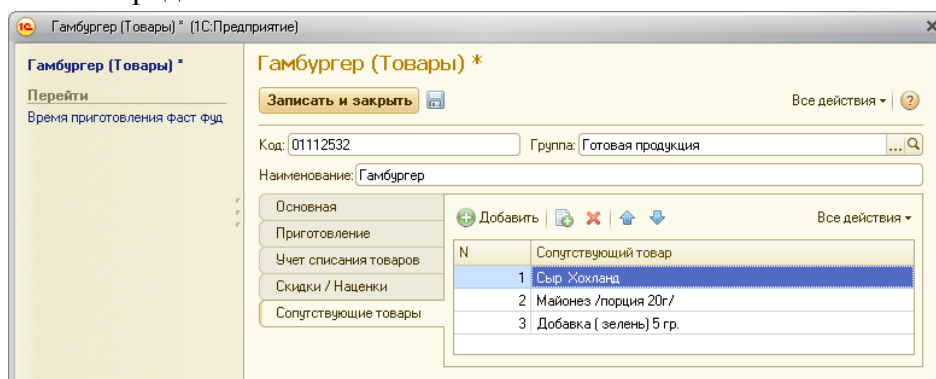 Гамбургер (Товары) * (1С:Предприятие)
Гамбургер (Товары) *
Перейти
Время приготовления фаст фуд
Гамбургер (Товары) *
Записать и закрыть
Все действия
Код: 01112532
Группа: Готовая продукция
Наименование: Гамбургер
Основная
Приготовление
Учет списания товаров
Скидки / Наценки
Сопутствующие товары
Добавить
Все действия
N Сопутствующий товар
1 Сыр Хохланд
2 Майонез /порция 20г/
3 Добавка ( зелень) 5 гр.